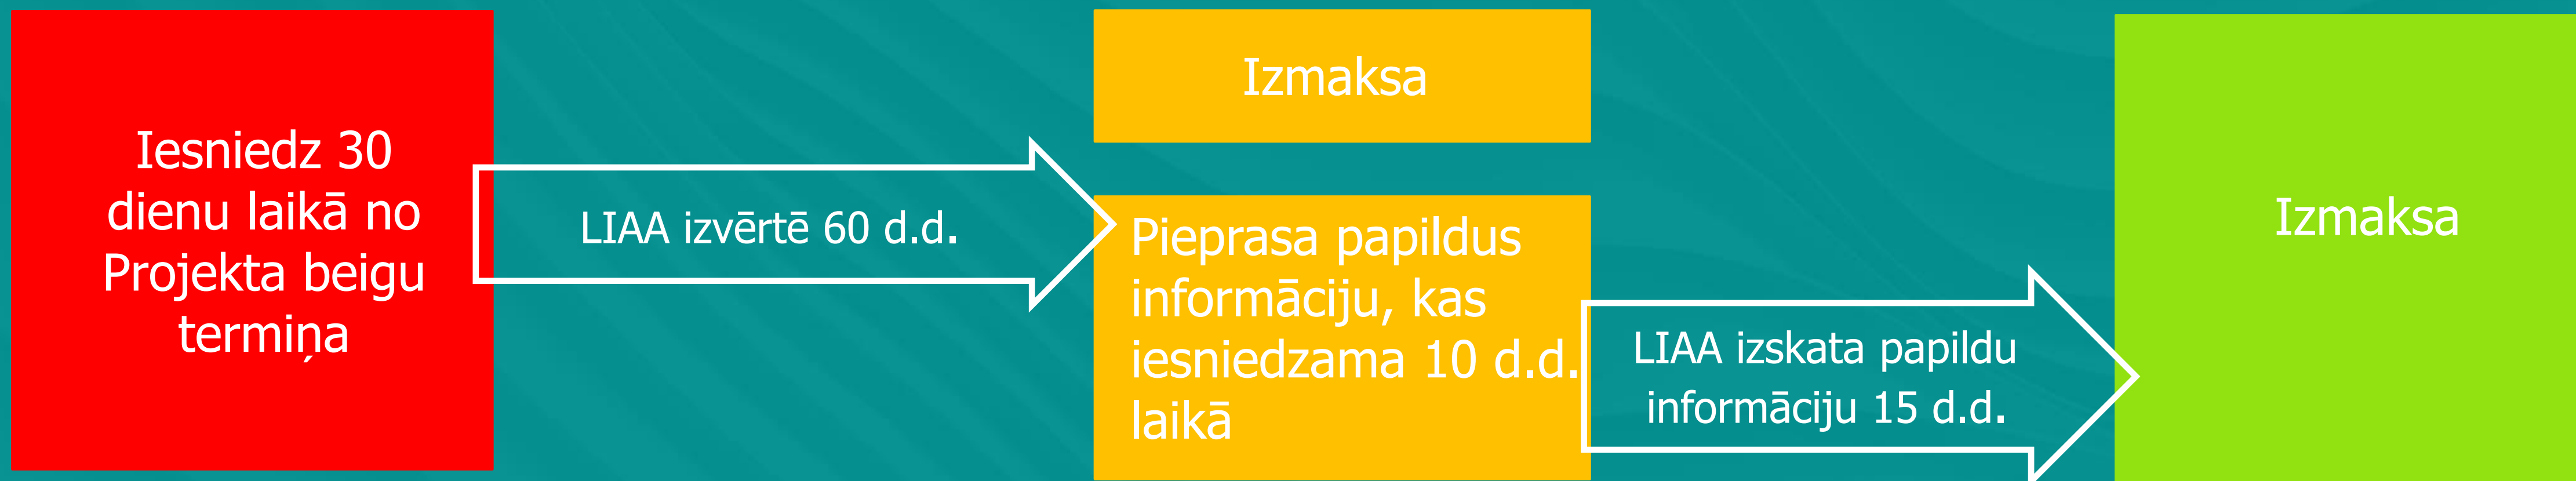 Iesniedz 30
dienu laikā no
Projekta beigu
termiņa
LIAA izvērtē 60 d.d.
Izmaksa
Pieprasa papildus
informāciju, kas
iesniedzama 10 d.d.
laikā
LIAA izskata papildu
informāciju 15 d.d.
Izmaksa